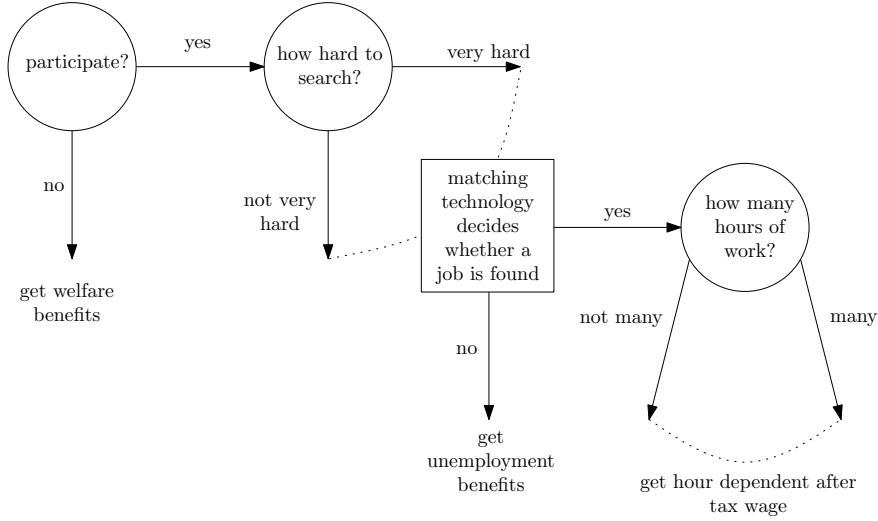 participate?
yes
how hard to
search?
very hard
no
not very
hard
get welfare
benefits
matching
technology
decides
whether a
job is found
yes
how many
hours of
work?
no
not many
many
get
unemployment
benefits
get hour dependent after
tax wage